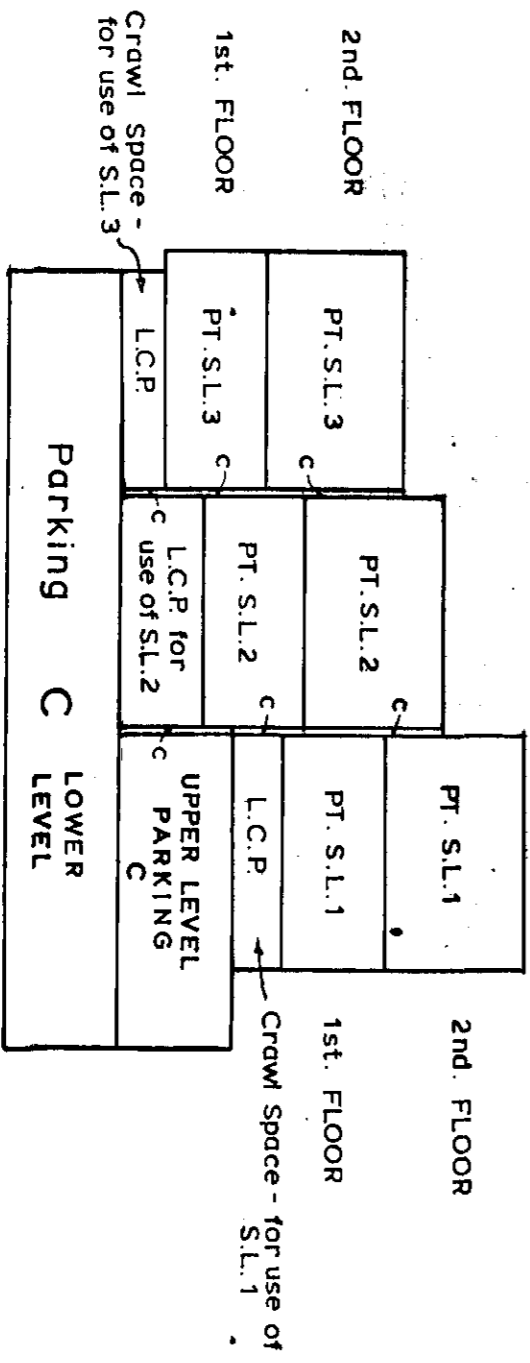 2nd. FLOOR
1st. FLOOR
Crawl Space -
for use of S.L. 3
PT. S.L. 3
PT. S.L. 3
L.C.P.
C
C
C
PT. S.L. 2
PT. S.L. 2
L.C.P. for
use of S.L. 2
C
C
C
PT. S.L. 1
PT. S.L. 1
L.C.P.
UPPER LEVEL
PARKING
C
2nd. FLOOR
1st. FLOOR
Crawl Space - for use of
S.L. 1
Parking C
LOWER
LEVEL